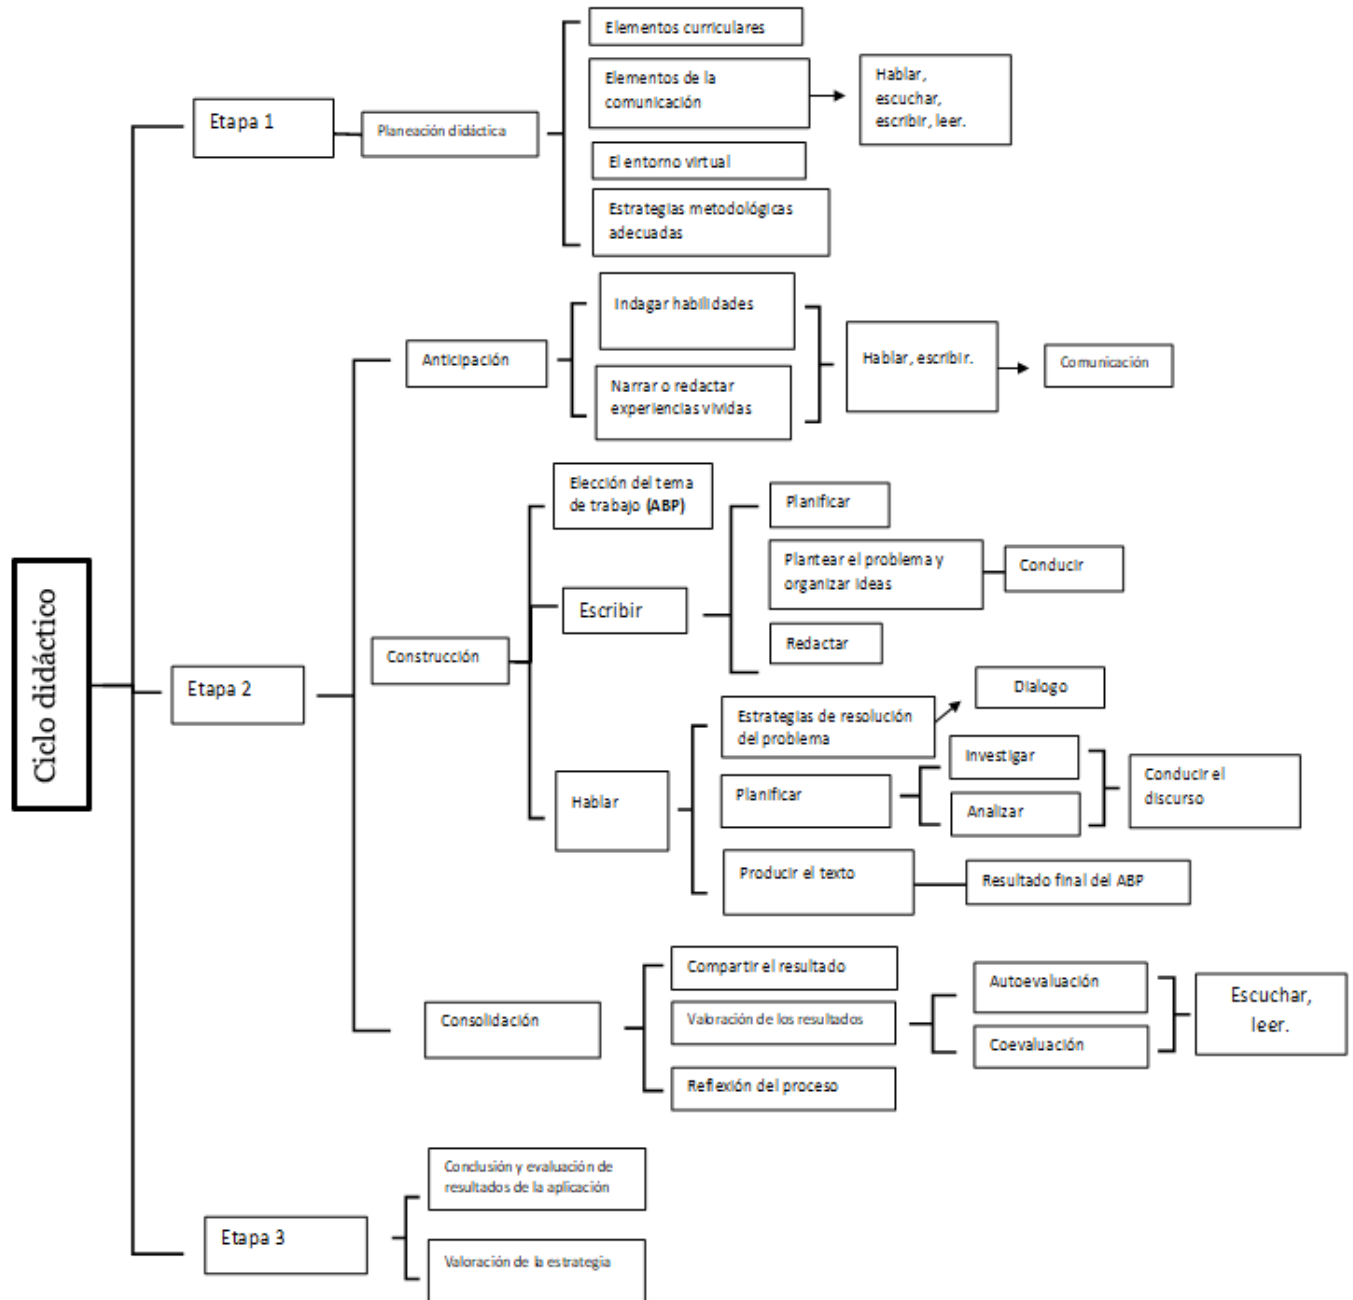 Elementos curriculares
Elementos de la
comunicación
Hablar,
escuchar,
escribir, leer.
Etapa 1
Planeación didáctica
El entorno virtual
Estrategias metodológicas
adecuadas
Indagar habilidades
Anticipación
Narrar o redactar
experiencias vividas
Hablar, escribir.
Comunicación
Elección del tema
de trabajo (ABP)
Planificar
Plantear el problema y
organizar ideas
Conducir
Escribir
Redactar
Construcción
Ciclo didáctico
Etapa 2
Dialogo
Estrategias de resolución
del problema
Investigar
Hablar
Planificar
Analizar
Conducir el
discurso
Producir el texto
Resultado final del ABP
Compartir el resultado
Consolidación
Valoración de los resultados
Autoevaluación
Coevaluación
Escuchar,
leer.
Reflexión del proceso
Conclusión y evaluación de
resultados de la aplicación
Etapa 3
Valoración de la estrategia